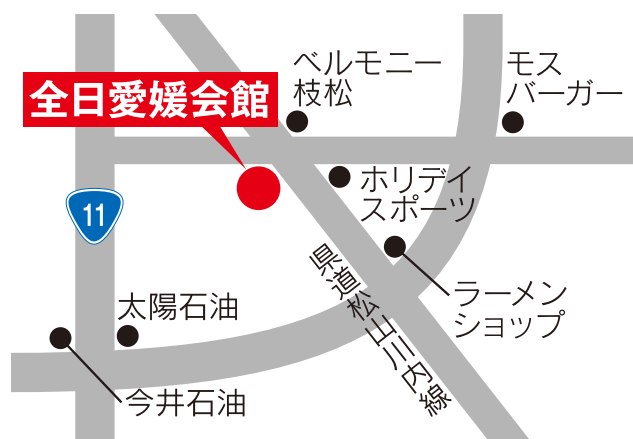 ベルモニー
枝松
モス
バーガー
全日愛媛会館
ホリデイ
スポーツ
11
県道松山川内線
ラーメン
ショップ
太陽石油
今井石油